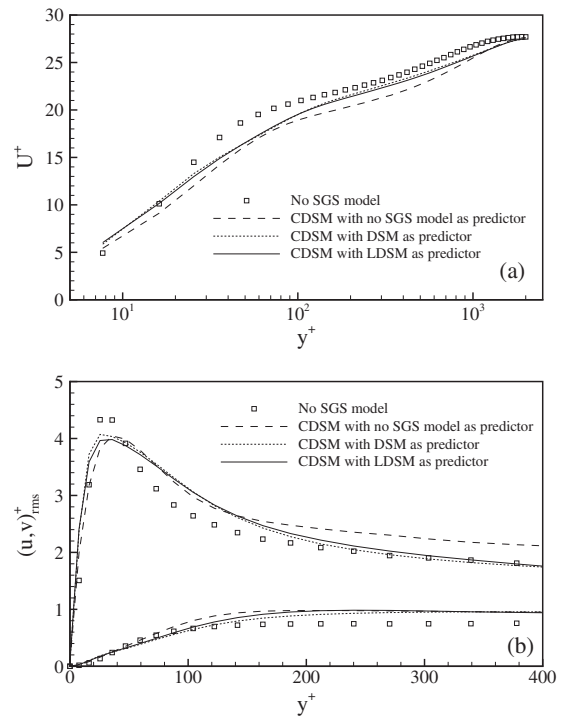 30
25
20
15
10
5
0
U+
No SGS model
CDSM with no SGS model as predictor
CDSM with DSM as predictor
CDSM with LDSM as predictor
(a)
10^1
10^2
10^3
y+
5
4
3
2
1
0
(u,v)+rms
No SGS model
CDSM with no SGS model as predictor
CDSM with DSM as predictor
CDSM with LDSM as predictor
(b)
0 100 200 300 400
y+